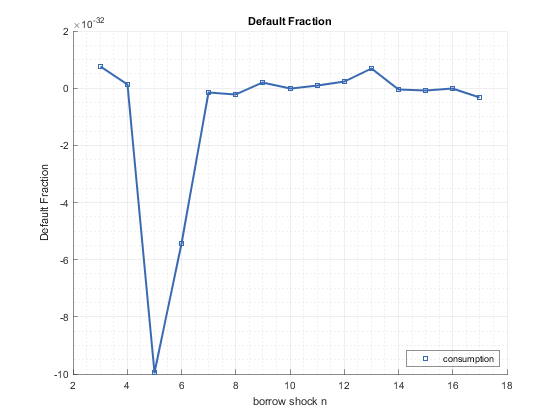 Default Fraction
×10-32
2
0
-2
-4
-6
-8
-10
Default Fraction
2 4 6 8 10 12 14 16 18
borrow shock n
consumption